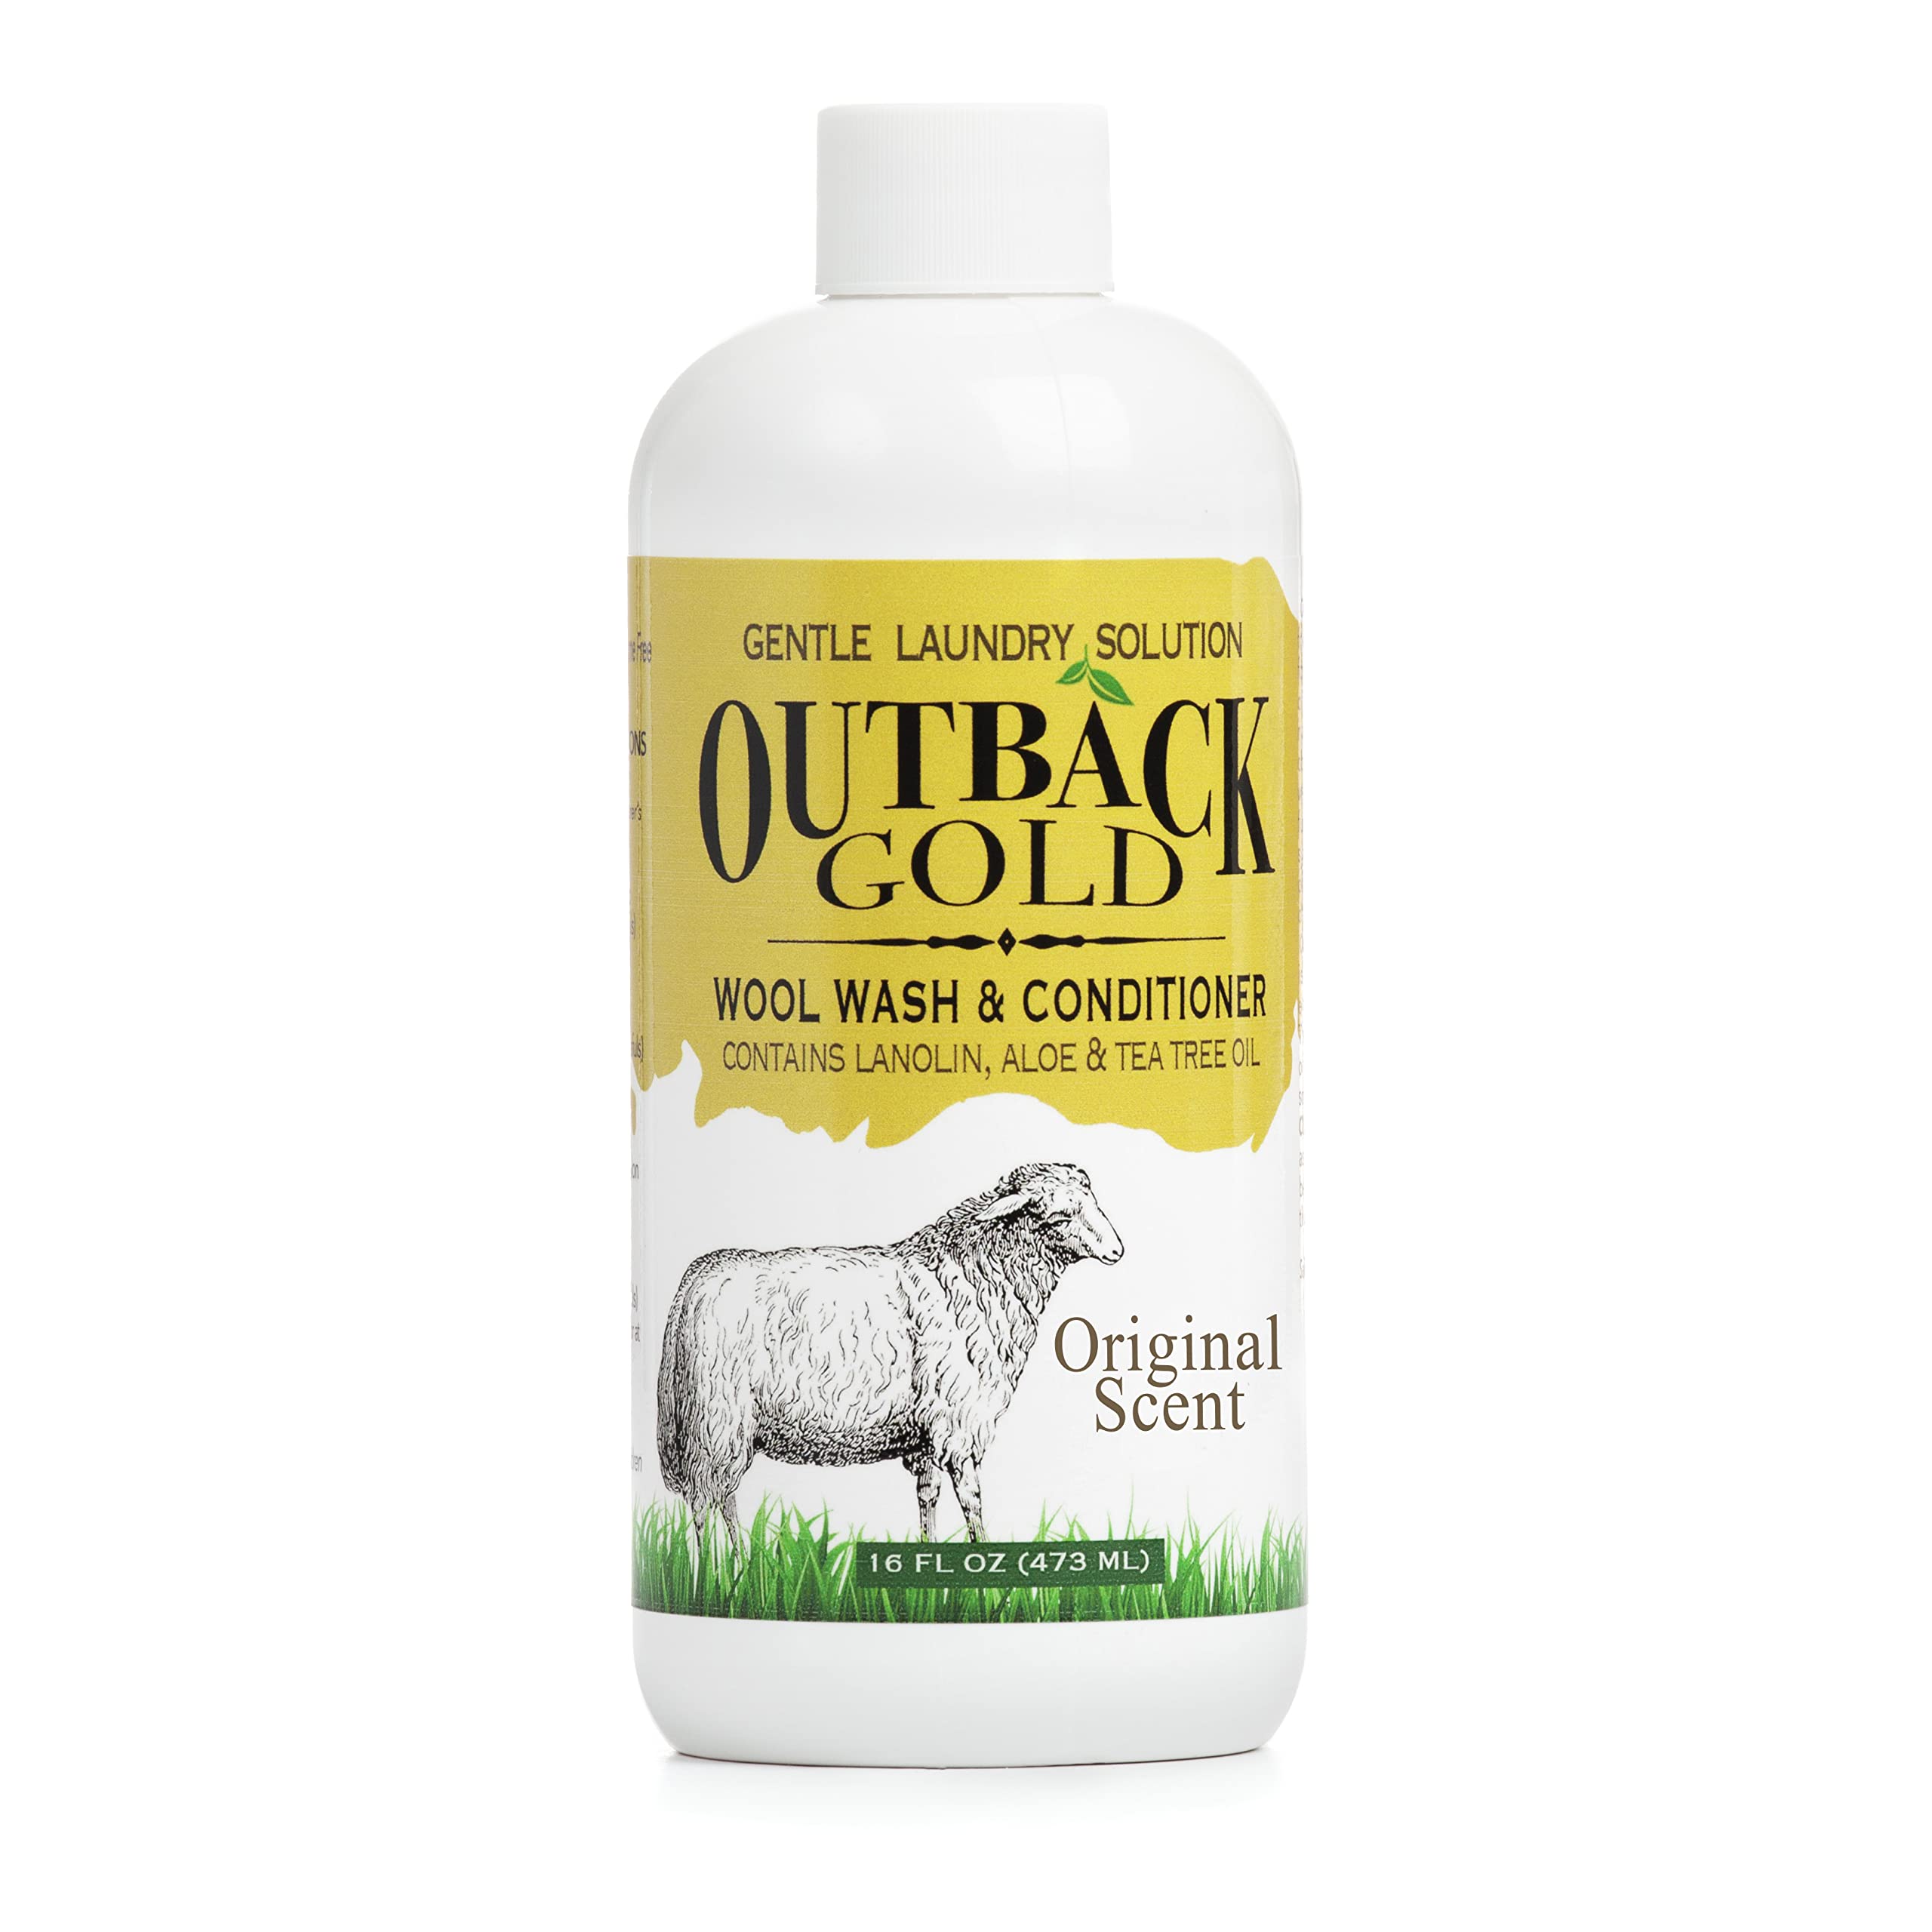 GENTLE LAUNDRY SOLUTION
OUTBACK
GOLD
WOOL WASH & CONDITIONER
CONTAINS LANOLIN, ALOE & TEA TREE OIL
Original
Scent
16 FL OZ (473 ML)